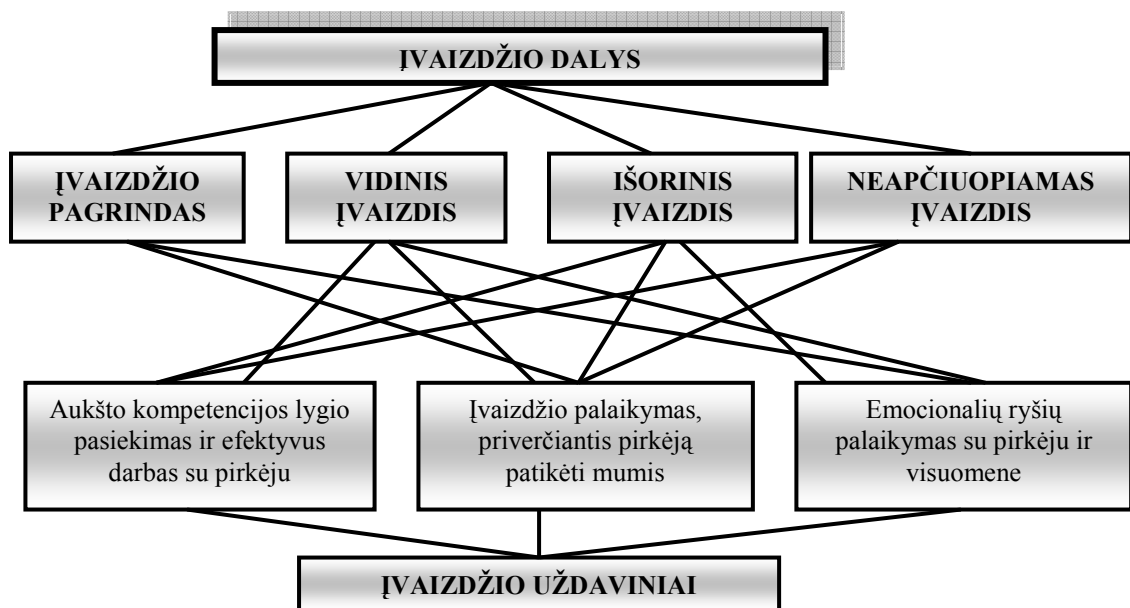 ĮVAIZDŽIO DALYS
ĮVAIZDŽIO
PAGRINDAS
VIDINIS
ĮVAIZDIS
IŠORINIS
ĮVAIZDIS
NEAPČIUOPIAMAS
ĮVAIZDIS
Aukšto kompetencijos lygio
pasiekimas ir efektyvus
darbas su pirkėju
Įvaizdžio palaikymas,
priverčiantis pirkėją
patikėti mumis
Emocionalių ryšių
palaikymas su pirkėju ir
visuomene
ĮVAIZDŽIO UŽDAVINIAI